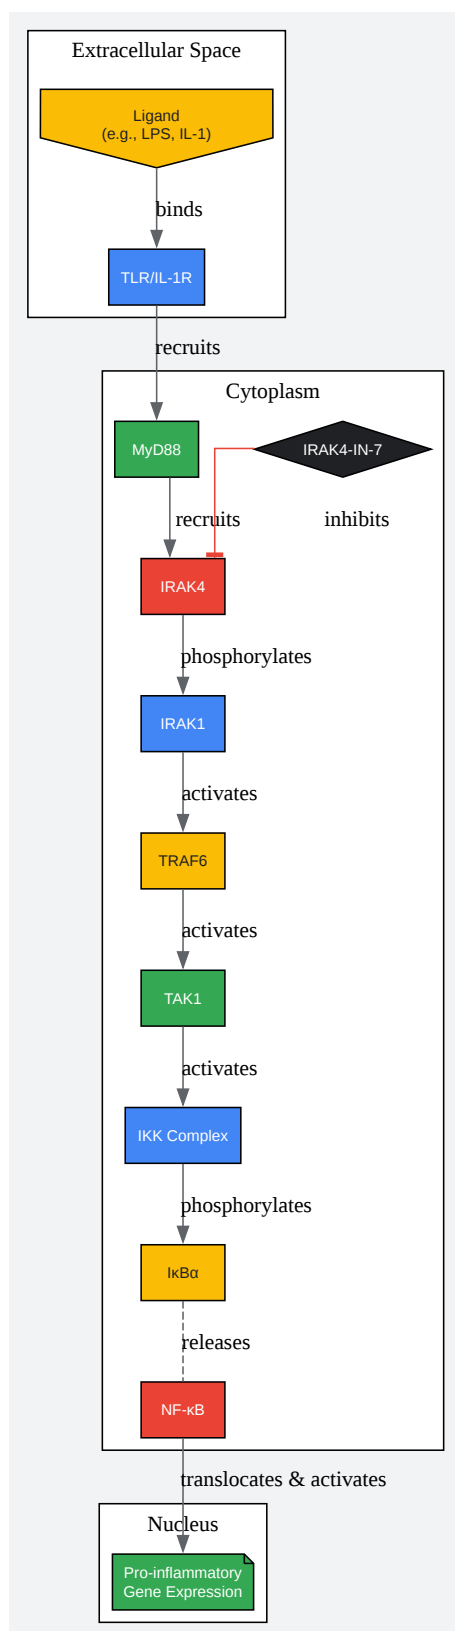 Extracellular Space
Ligand
(e.g., LPS, IL-1)
binds
TLR/IL-1R
recruits
Cytoplasm
MyD88
IRAK4-IN-7
recruits
inhibits
IRAK4
phosphorylates
IRAK1
activates
TRAF6
activates
TAK1
activates
IKK Complex
phosphorylates
IκBα
releases
NF-κB
translocates & activates
Nucleus
Pro-inflammatory
Gene Expression